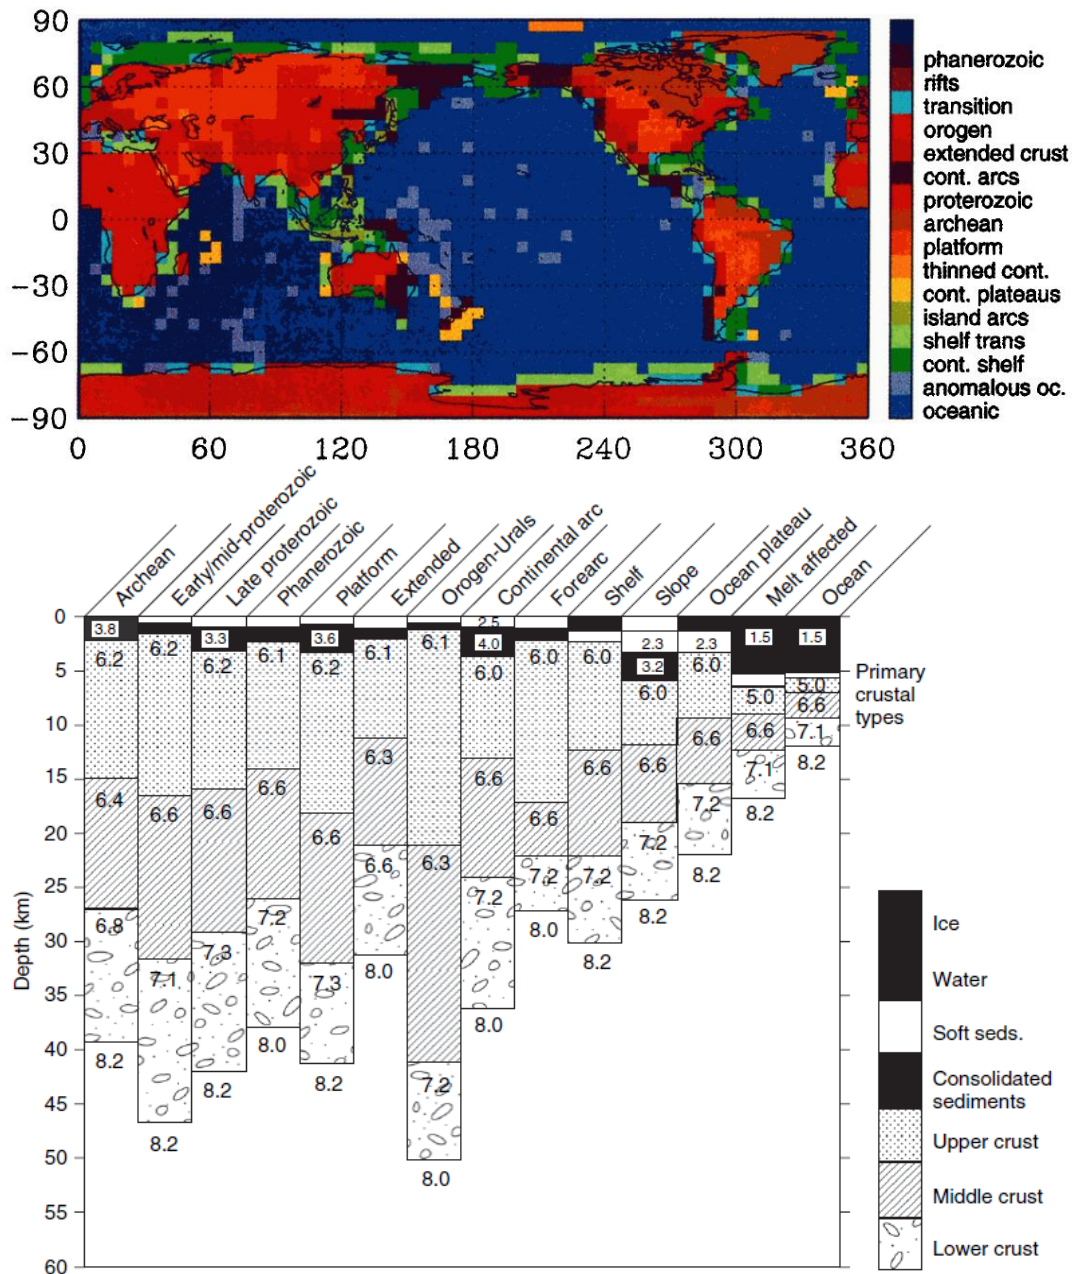 90
60
30
0
−30
−60
−90
0 60 120 180 240 300 360
phanerozoic
rifts
transition
orogen
extended crust
cont. arcs
proterozoic
archean
platform
thinned cont.
cont. plateaus
island arcs
shelf trans
cont. shelf
anomalous oc.
oceanic
Archean
Early/mid-proterozoic
Late proterozoic
Phanerozoic
Platform
Extended
Orogen-Urals
Continental arc
Forearc
Shelf
Slope
Ocean plateau
Melt affected
Ocean
Primary
crustal
types
Depth (km)
0
5
10
15
20
25
30
35
40
45
50
55
60
3.8
6.2
6.4
6.8
8.2
6.2
6.6
7.1
8.2
3.3
6.2
6.6
7.3
8.2
6.1
6.6
7.2
8.0
3.6
6.2
6.6
7.3
8.2
6.1
6.3
6.6
8.0
6.1
6.3
7.2
8.0
2.5
4.0
6.0
6.6
7.2
8.0
6.0
6.6
7.2
8.0
6.0
6.6
7.2
8.2
2.3
3.2
6.0
6.6
7.2
8.2
2.3
6.0
6.6
7.2
8.2
1.5
5.0
6.6
7.1
8.2
1.5
5.0
6.6
7.1
8.2
Ice
Water
Soft seds.
Consolidated
sediments
Upper crust
Middle crust
Lower crust